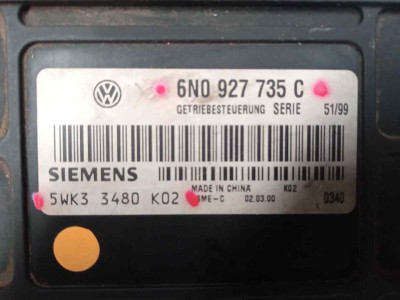 6N0 927 735 C
GETRIEBESTEUERUNG SERIE 51/99
SIEMENS
MADE IN CHINA K02
5WK3 3480 K02 SME-C 02.03.00 0340